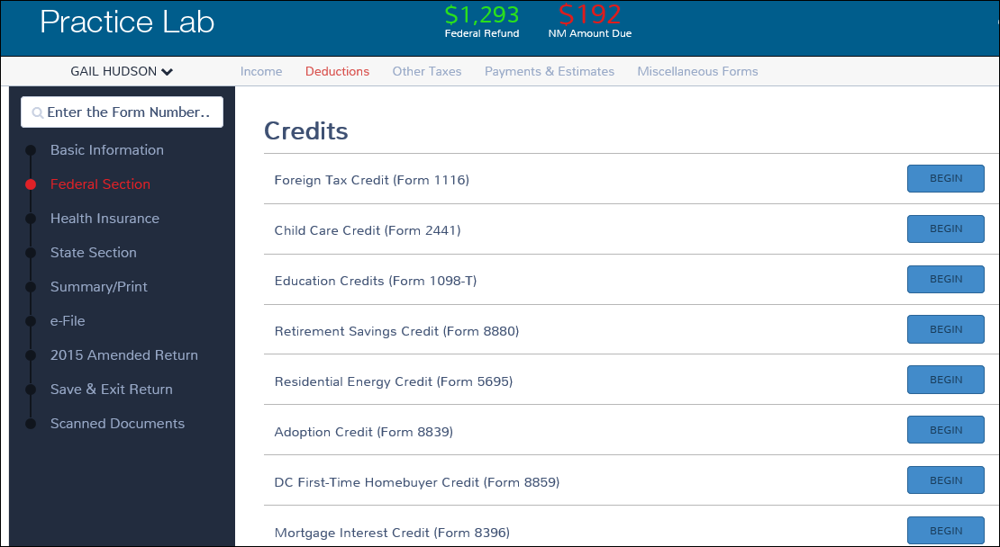 Practice Lab
$1,293
Federal Refund
$192
NM Amount Due
GAIL HUDSON
Income
Deductions
Other Taxes
Payments & Estimates
Miscellaneous Forms
Enter the Form Number..
Basic Information
Federal Section
Health Insurance
State Section
Summary/Print
e-File
2015 Amended Return
Save & Exit Return
Scanned Documents
Credits
Foreign Tax Credit (Form 1116)
BEGIN
Child Care Credit (Form 2441)
BEGIN
Education Credits (Form 1098-T)
BEGIN
Retirement Savings Credit (Form 8880)
BEGIN
Residential Energy Credit (Form 5695)
BEGIN
Adoption Credit (Form 8839)
BEGIN
DC First-Time Homebuyer Credit (Form 8859)
BEGIN
Mortgage Interest Credit (Form 8396)
BEGIN